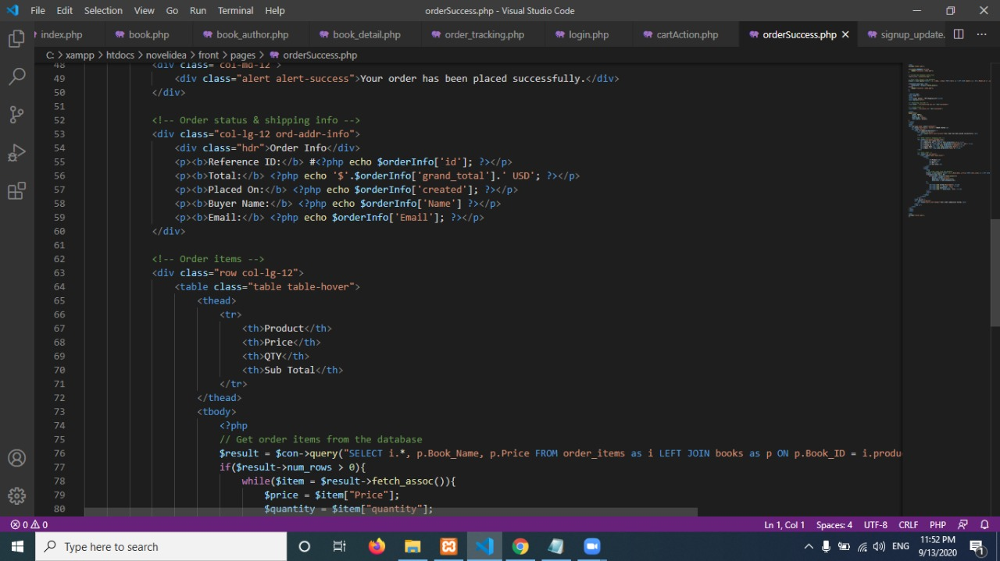 File Edit Selection View Go Run Terminal Help orderSuccess.php - Visual Studio Code
index.php book.php book_author.php book_detail.php order_tracking.php login.php cartAction.php orderSuccess.php signup_update.
C: > xampp > htdocs > novelidea > front > pages > orderSuccess.php
48 <div class="col-md-12">
49 <div class="alert alert-success">Your order has been placed successfully.</div>
50 </div>
51
52 <!-- Order status & shipping info -->
53 <div class="col-lg-12 ord-addr-info">
54 <div class="hdr">Order Info</div>
55 <p><b>Reference ID:</b> #<?php echo $orderInfo['id']; ?></p>
56 <p><b>Total:</b> <?php echo '$'.$orderInfo['grand_total'].' USD'; ?></p>
57 <p><b>Placed On:</b> <?php echo $orderInfo['created']; ?></p>
58 <p><b>Buyer Name:</b> <?php echo $orderInfo['Name'] ?></p>
59 <p><b>Email:</b> <?php echo $orderInfo['Email']; ?></p>
60 </div>
61
62 <!-- Order items -->
63 <div class="row col-lg-12">
64 <table class="table table-hover">
65 <thead>
66 <tr>
67 <th>Product</th>
68 <th>Price</th>
69 <th>QTY</th>
70 <th>Sub Total</th>
71 </tr>
72 </thead>
73 <tbody>
74 <?php
75 // Get order items from the database
76 $result = $con->query("SELECT i.*, p.Book_Name, p.Price FROM order_items as i LEFT JOIN books as p ON p.Book_ID = i.produ
77 if($result->num_rows > 0){
78 while($item = $result->fetch_assoc()){
79 $price = $item["Price"];
80 $quantity = $item["quantity"];
0 0 Ln 1, Col 1 Spaces: 4 UTF-8 CRLF PHP
Type here to search ENG 11:52 PM
9/13/2020 1